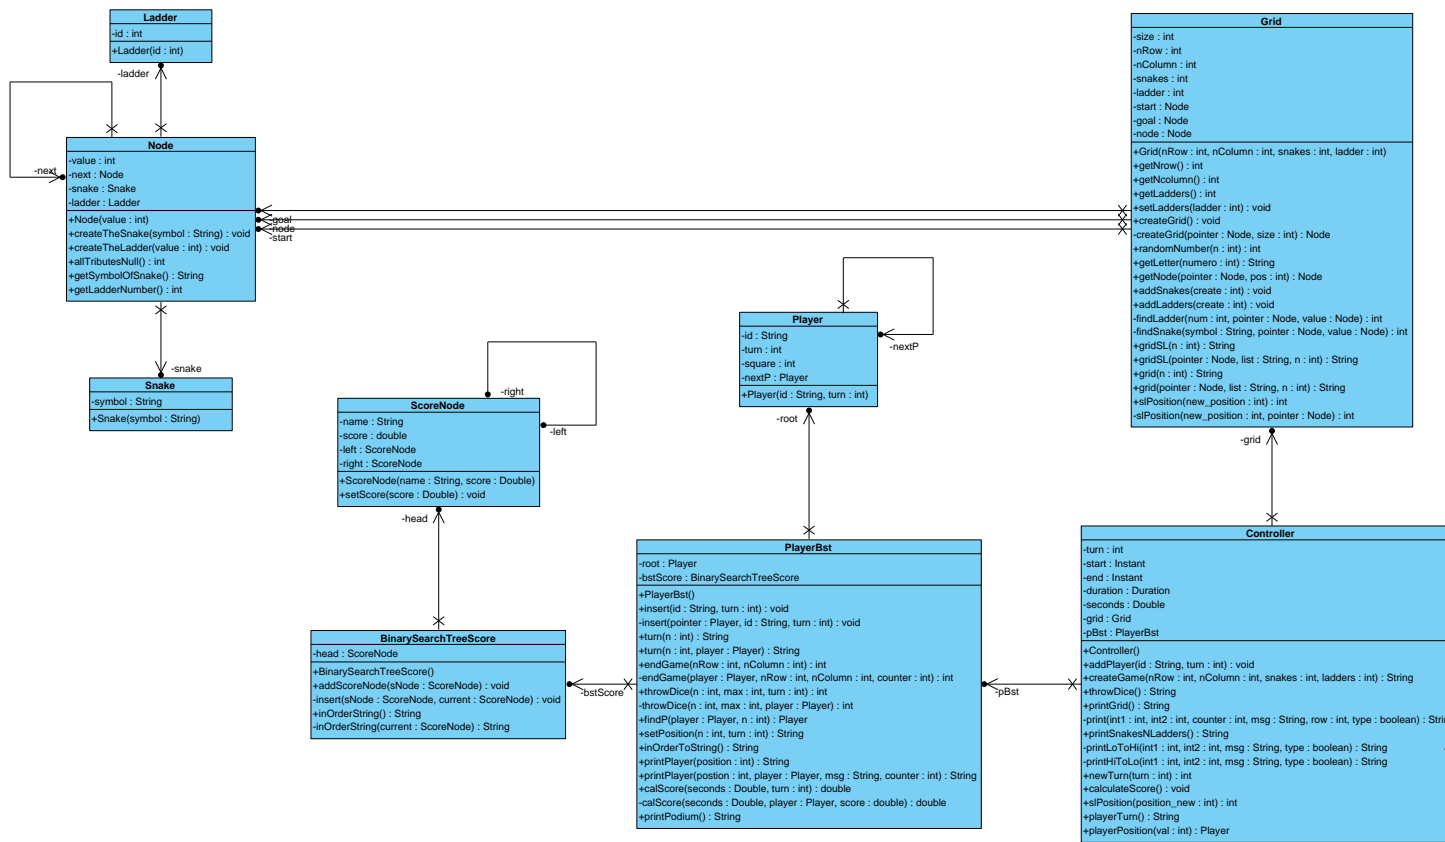 Ladder
-id : int
+Ladder(id : int)
-ladder
-next
Node
-value : int
-next : Node
-snake : Snake
-ladder : Ladder
+Node(value : int)
+createTheSnake(symbol : String) : void
+createTheLadder(value : int) : void
+allTributesNull() : int
+getSymbolOfSnake() : String
+getLadderNumber() : int
-goal
-node
-start
-snake
Snake
-symbol : String
+Snake(symbol : String)
Grid
-size : int
-nRow : int
-nColumn : int
-snakes : int
-ladder : int
-start : Node
-goal : Node
-node : Node
+Grid(nRow : int, nColumn : int, snakes : int, ladder : int)
+getNrow() : int
+getNcolumn() : int
+getLadders() : int
+setLadders(ladder : int) : void
+createGrid() : void
-createGrid(pointer : Node, size : int) : Node
+randomNumber(n : int) : int
+getLetter(numero : int) : String
+getNode(pointer : Node, pos : int) : Node
+addSnakes(create : int) : void
+addLadders(create : int) : void
-findLadder(num : int, pointer : Node, value : Node) : int
-findSnake(symbol : String, pointer : Node, value : Node) : int
+gridSL(n : int) : String
+gridSL(pointer : Node, list : String, n : int) : String
+grid(n : int) : String
+grid(pointer : Node, list : String, n : int) : String
+slPosition(new_position : int) : int
-slPosition(new_position : int, pointer : Node) : int
-grid
Player
-id : String
-turn : int
-square : int
-nextP : Player
+Player(id : String, turn : int)
-nextP
-root
-right
-left
ScoreNode
-name : String
-score : double
-left : ScoreNode
-right : ScoreNode
+ScoreNode(name : String, score : Double)
+setScore(score : Double) : void
-head
BinarySearchTreeScore
-head : ScoreNode
+BinarySearchTreeScore()
+addScoreNode(sNode : ScoreNode) : void
-insert(sNode : ScoreNode, current : ScoreNode) : void
+inOrderString() : String
-inOrderString(current : ScoreNode) : String
-bstScore
PlayerBst
-root : Player
-bstScore : BinarySearchTreeScore
+PlayerBst()
+insert(id : String, turn : int) : void
-insert(pointer : Player, id : String, turn : int) : void
+turn(n : int) : String
+turn(n : int, player : Player) : String
+endGame(nRow : int, nColumn : int) : int
-endGame(player : Player, nRow : int, nColumn : int, counter : int) : int
+throwDice(n : int, max : int, turn : int) : int
-throwDice(n : int, max : int, player : Player) : int
+findP(player : Player, n : int) : Player
+setPosition(n : int, turn : int) : String
+inOrderToString() : String
+printPlayer(position : int) : String
+printPlayer(postion : int, player : Player, msg : String, counter : int) : String
+calScore(seconds : Double, turn : int) : double
-calScore(seconds : Double, player : Player, score : double) : double
+printPodium() : String
-pBst
Controller
-turn : int
-start : Instant
-end : Instant
-duration : Duration
-seconds : Double
-grid : Grid
-pBst : PlayerBst
+Controller()
+addPlayer(id : String, turn : int) : void
+createGame(nRow : int, nColumn : int, snakes : int, ladders : int) : String
+throwDice() : String
+printGrid() : String
-print(int1 : int, int2 : int, counter : int, msg : String, row : int, type : boolean) : Stri
+printSnakesNLadders() : String
-printLoToHi(int1 : int, int2 : int, msg : String, type : boolean) : String
-printHiToLo(int1 : int, int2 : int, msg : String, type : boolean) : String
+newTurn(turn : int) : int
+calculateScore() : void
+slPosition(position_new : int) : int
+playerTurn() : String
+playerPosition(val : int) : Player